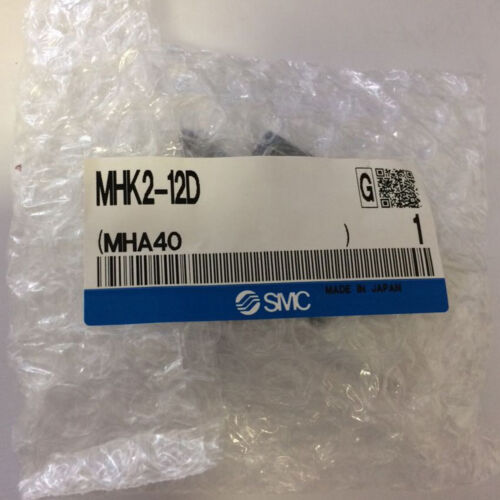 MHK2-12D
G
(MHA40 )
1
SMC
MADE IN JAPAN